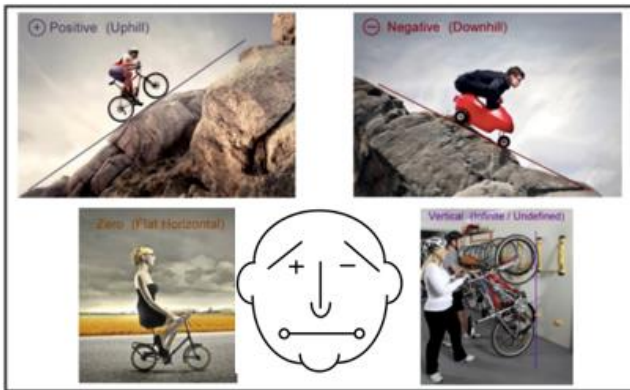 ⊕ Positive (Uphill)
⊖ Negative (Downhill)
Zero (Flat Horizontal)
Vertical (Infinite / Undefined)
+ −